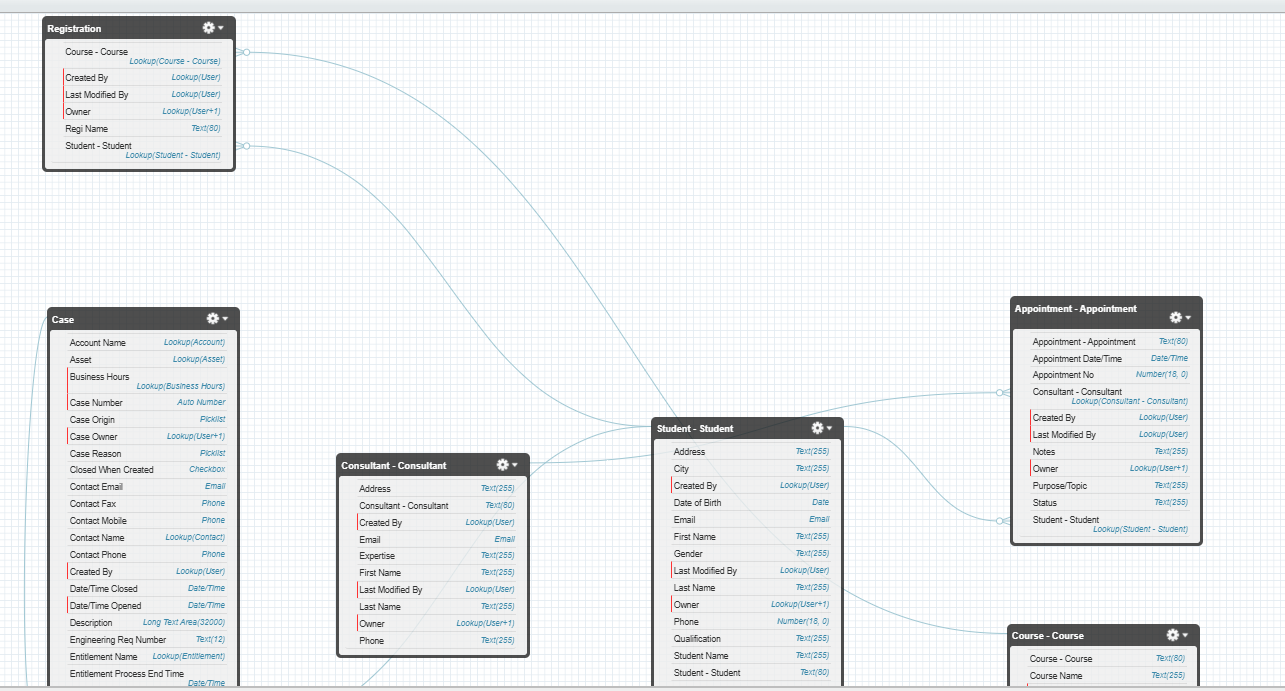 Registration
Course - Course
Lookup(Course - Course)
Created By Lookup(User)
Last Modified By Lookup(User)
Owner Lookup(User+1)
Regi Name Text(80)
Student - Student
Lookup(Student - Student)
Case
Account Name Lookup(Account)
Asset Lookup(Asset)
Business Hours
Lookup(Business Hours)
Case Number Auto Number
Case Origin Picklist
Case Owner Lookup(User+1)
Case Reason Picklist
Closed When Created Checkbox
Contact Email Email
Contact Fax Phone
Contact Mobile Phone
Contact Name Lookup(Contact)
Contact Phone Phone
Created By Lookup(User)
Date/Time Closed Date/Time
Date/Time Opened Date/Time
Description Long Text Area(32000)
Engineering Req Number Text(12)
Entitlement Name Lookup(Entitlement)
Entitlement Process End Time
Date/Time
Consultant - Consultant
Address Text(255)
Consultant - Consultant Text(80)
Created By Lookup(User)
Email Email
Expertise Text(255)
First Name Text(255)
Last Modified By Lookup(User)
Last Name Text(255)
Owner Lookup(User+1)
Phone Text(255)
Student - Student
Address Text(255)
City Text(255)
Created By Lookup(User)
Date of Birth Date
Email Email
First Name Text(255)
Gender Text(255)
Last Modified By Lookup(User)
Last Name Text(255)
Owner Lookup(User+1)
Phone Number(18, 0)
Qualification Text(255)
Student Name Text(255)
Student - Student Text(80)
Appointment - Appointment
Appointment - Appointment Text(80)
Appointment Date/Time Date/Time
Appointment No Number(18, 0)
Consultant - Consultant
Lookup(Consultant - Consultant)
Created By Lookup(User)
Last Modified By Lookup(User)
Notes Text(255)
Owner Lookup(User+1)
Purpose/Topic Text(255)
Status Text(255)
Student - Student
Lookup(Student - Student)
Course - Course
Course - Course Text(80)
Course Name Text(255)